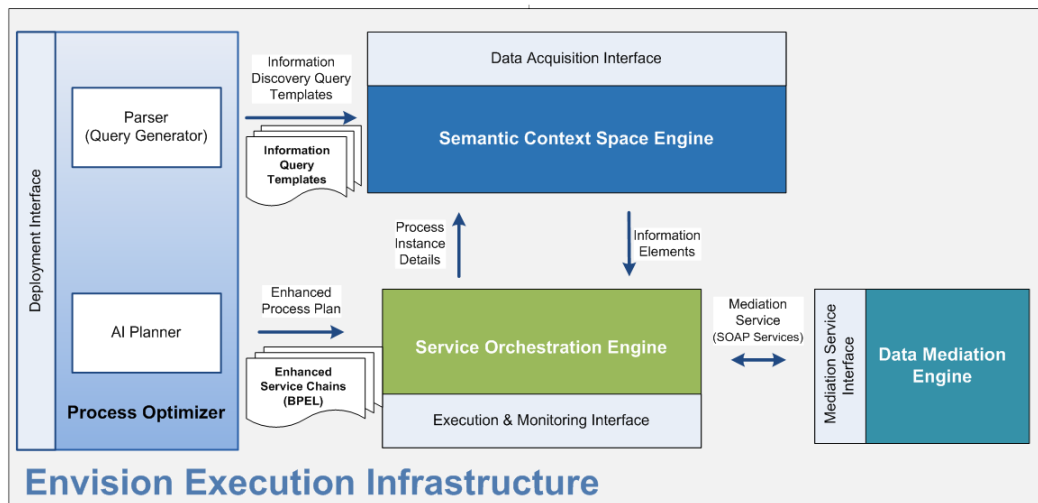 Deployment Interface
Parser
(Query Generator)
AI Planner
Process Optimizer
Information
Discovery Query
Templates
Information
Query
Templates
Data Acquisition Interface
Semantic Context Space Engine
Process
Instance
Details
Information
Elements
Enhanced
Process Plan
Enhanced
Service Chains
(BPEL)
Service Orchestration Engine
Execution & Monitoring Interface
Mediation
Service
(SOAP Services)
Mediation Service
Interface
Data Mediation
Engine
Envision Execution Infrastructure